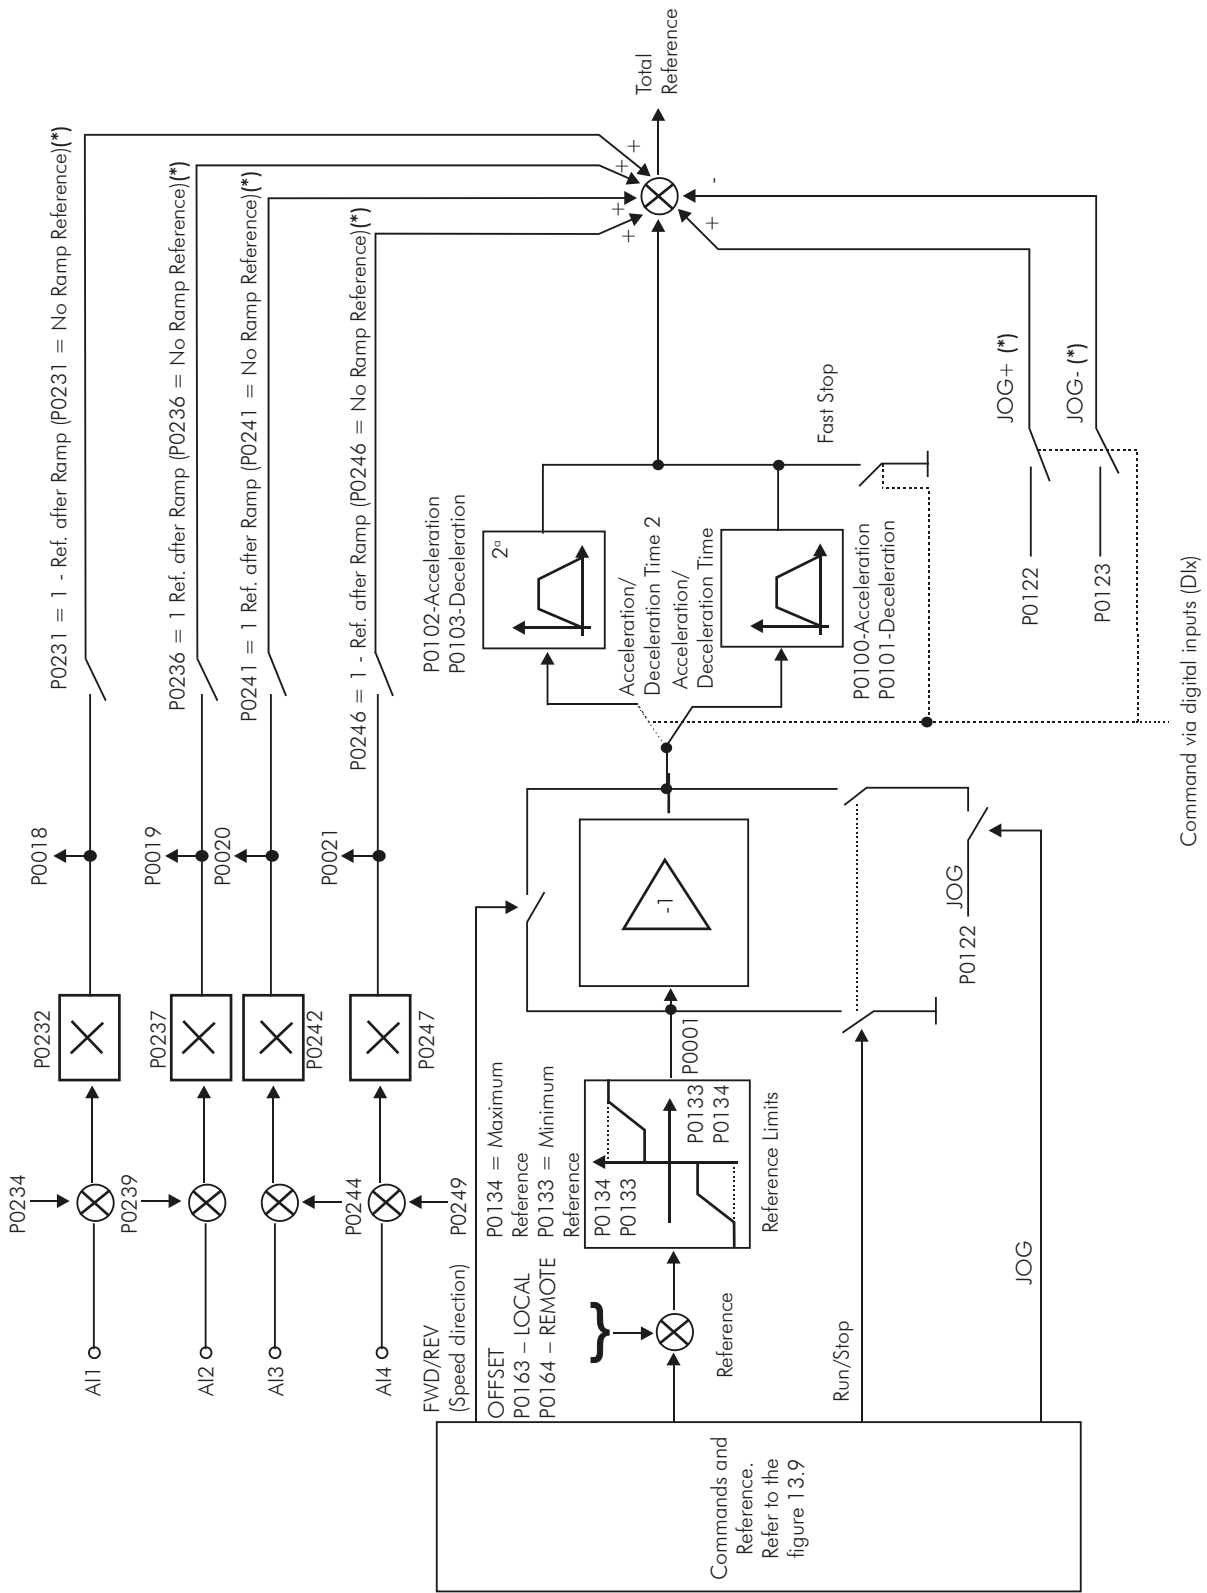 Commands and
Reference.
Refer to the
figure 13.9
AI1
P0234
P0232
P0018
P0231 = 1 - Ref. after Ramp (P0231 = No Ramp Reference)(*)
AI2
P0239
P0237
P0019
P0236 = 1 Ref. after Ramp (P0236 = No Ramp Reference)(*)
AI3
P0244
P0242
P0020
P0241 = 1 Ref. after Ramp (P0241 = No Ramp Reference)(*)
AI4
P0249
P0247
P0021
P0246 = 1 - Ref. after Ramp (P0246 = No Ramp Reference)(*)
FWD/REV
(Speed direction)
OFFSET
P0163 – LOCAL
P0164 – REMOTE
}
Reference
P0134 = Maximum
Reference
P0133 = Minimum
Reference
P0134
P0133
P0133
P0134
Reference Limits
P0001
-1
Run/Stop
JOG
P0122
JOG
P0102-Acceleration
P0103-Deceleration
2ª
Acceleration/
Deceleration Time 2
Acceleration/
Deceleration Time
P0100-Acceleration
P0101-Deceleration
Fast Stop
P0122
JOG+ (*)
P0123
JOG- (*)
Command via digital inputs (DIx)
+
+
+
+
+
-
Total
Reference